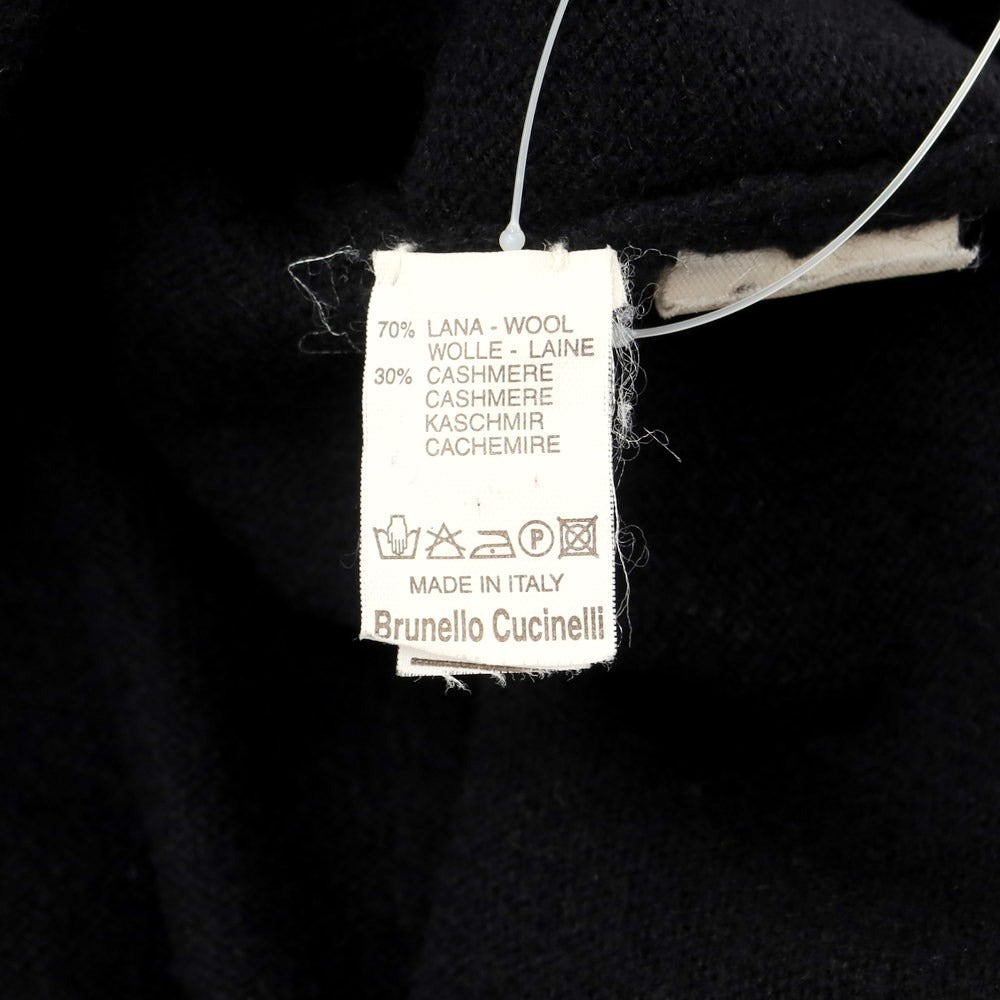 70% LANA - WOOL
WOLLE - LAINE
30% CASHMERE
CASHMERE
KASCHMIR
CACHEMIRE
P
MADE IN ITALY
Brunello Cucinelli